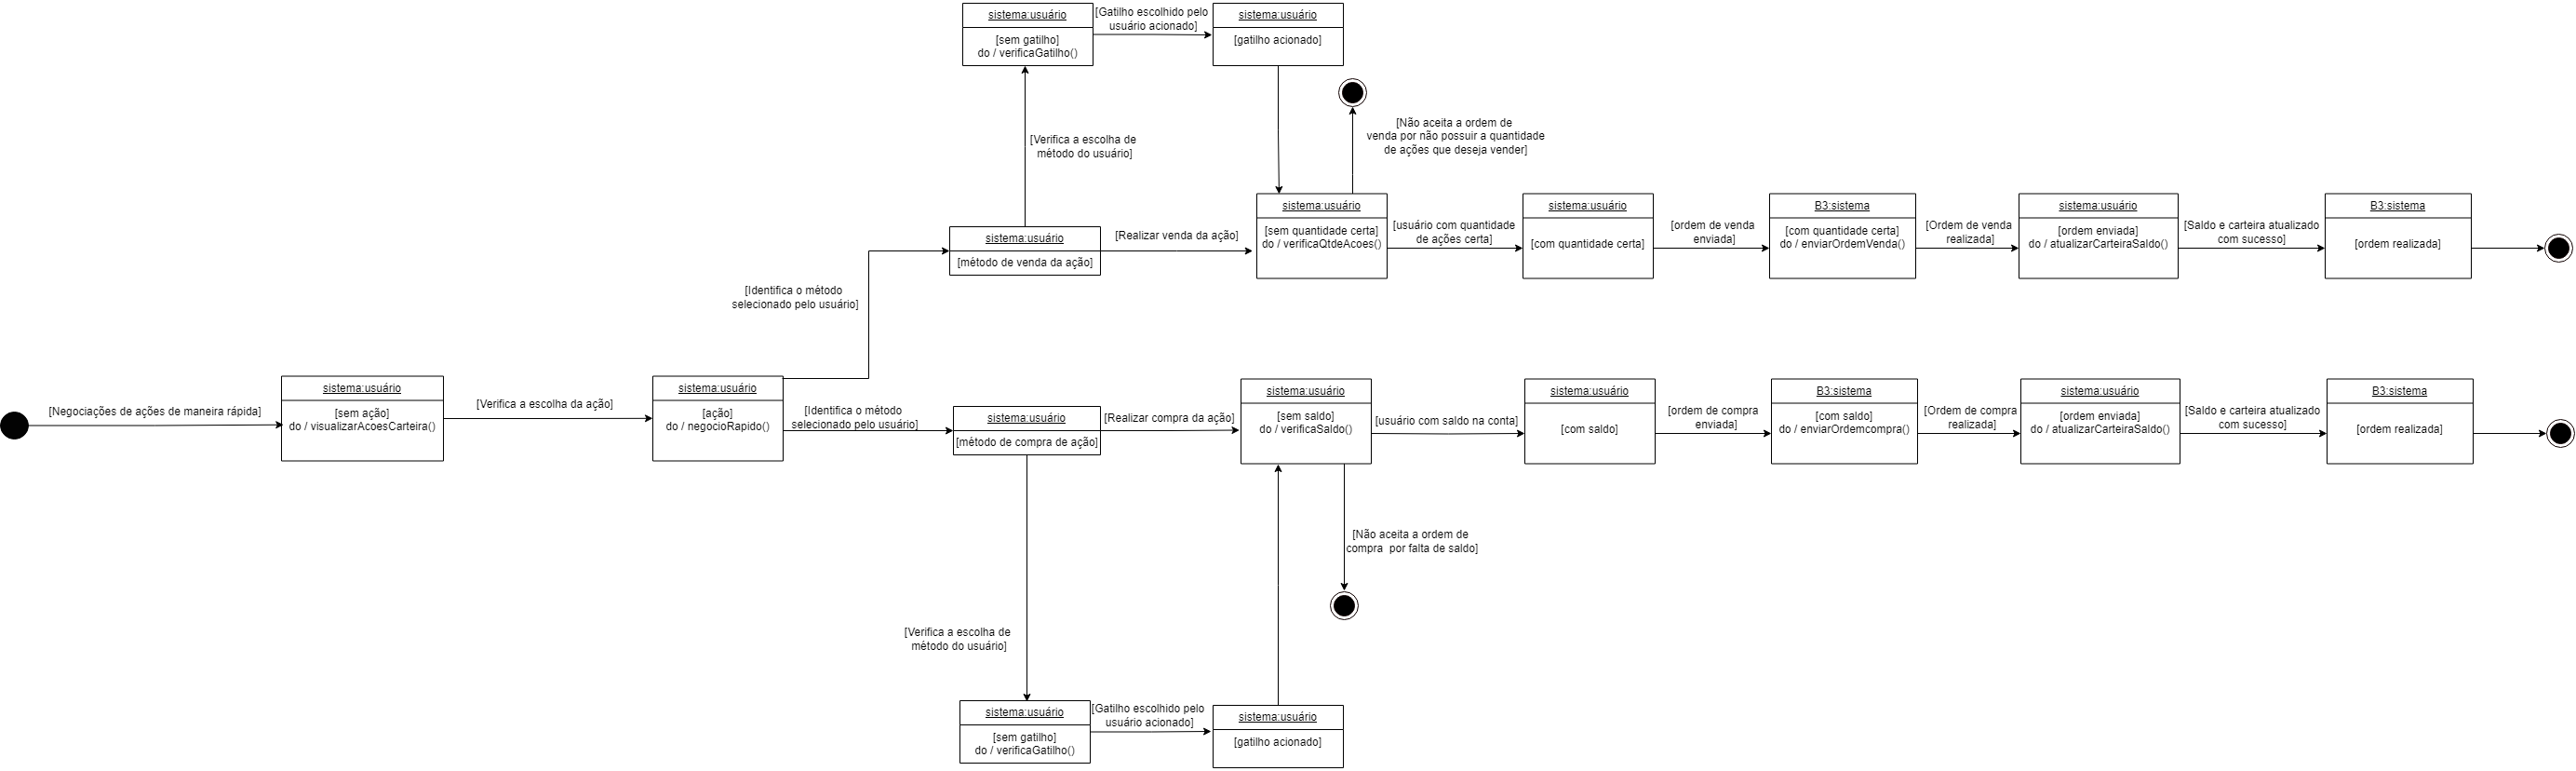 sistema:usuário
[sem gatilho]
do / verificaGatilho()
[Gatilho escolhido pelo
usuário acionado]
sistema:usuário
[gatilho acionado]
[Verifica a escolha de
método do usuário]
[Não aceita a ordem de
venda por não possuir a quantidade
de ações que deseja vender]
sistema:usuário
[método de venda da ação]
[Realizar venda da ação]
sistema:usuário
[sem quantidade certa]
do / verificaQtdeAcoes()
[usuário com quantidade
de ações certa]
sistema:usuário
[com quantidade certa]
[ordem de venda
enviada]
B3:sistema
[com quantidade certa]
do / enviarOrdemVenda()
[Ordem de venda
realizada]
sistema:usuário
[ordem enviada]
do / atualizarCarteiraSaldo()
[Saldo e carteira atualizado
com sucesso]
B3:sistema
[ordem realizada]
[Identifica o método
selecionado pelo usuário]
[Negociações de ações de maneira rápida]
sistema:usuário
[sem ação]
do / visualizarAcoesCarteira()
[Verifica a escolha da ação]
sistema:usuário
[ação]
do / negocioRapido()
[Identifica o método
selecionado pelo usuário]
sistema:usuário
[método de compra de ação]
[Realizar compra da ação]
sistema:usuário
[sem saldo]
do / verificaSaldo()
[usuário com saldo na conta]
sistema:usuário
[com saldo]
[ordem de compra
enviada]
B3:sistema
[com saldo]
do / enviarOrdemcompra()
[Ordem de compra
realizada]
sistema:usuário
[ordem enviada]
do / atualizarCarteiraSaldo()
[Saldo e carteira atualizado
com sucesso]
B3:sistema
[ordem realizada]
[Não aceita a ordem de
compra  por falta de saldo]
[Verifica a escolha de
método do usuário]
sistema:usuário
[sem gatilho]
do / verificaGatilho()
[Gatilho escolhido pelo
usuário acionado]
sistema:usuário
[gatilho acionado]